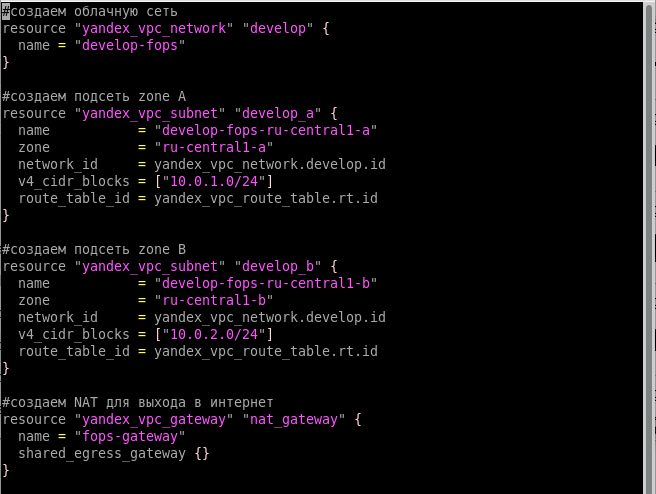 #создаем облачную сеть
resource "yandex_vpc_network" "develop" {
  name = "develop-fops"
}

#создаем подсеть zone A
resource "yandex_vpc_subnet" "develop_a" {
  name           = "develop-fops-ru-central1-a"
  zone           = "ru-central1-a"
  network_id     = yandex_vpc_network.develop.id
  v4_cidr_blocks = ["10.0.1.0/24"]
  route_table_id = yandex_vpc_route_table.rt.id
}

#создаем подсеть zone B
resource "yandex_vpc_subnet" "develop_b" {
  name           = "develop-fops-ru-central1-b"
  zone           = "ru-central1-b"
  network_id     = yandex_vpc_network.develop.id
  v4_cidr_blocks = ["10.0.2.0/24"]
  route_table_id = yandex_vpc_route_table.rt.id
}

#создаем NAT для выхода в интернет
resource "yandex_vpc_gateway" "nat_gateway" {
  name = "fops-gateway"
  shared_egress_gateway {}
}